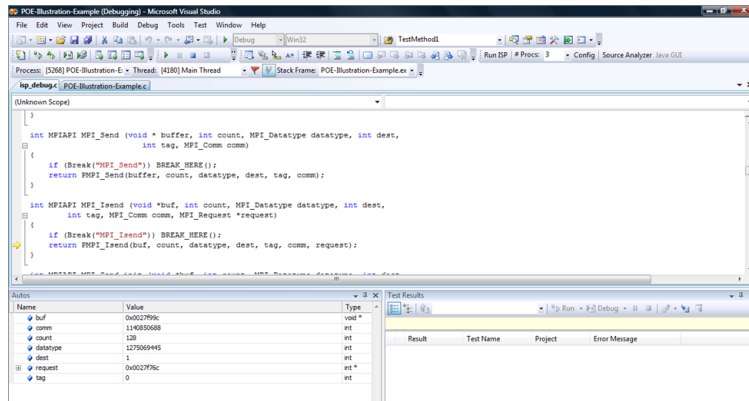 POE-Illustration-Example (Debugging) - Microsoft Visual Studio
File Edit View Project Build Debug Tools Test Window Help
Debug Win32 TestMethod1
Run ISP # Procs: 3 Config Source Analyzer Java GUI
Process: [5268] POE-Illustration-E: Thread: [4180] Main Thread Stack Frame: POE-Illustration-Example.ex
isp_debug.c POE-Illustration-Example.c
(Unknown Scope)
}
int MPIAPI MPI_Send (void * buffer, int count, MPI_Datatype datatype, int dest,
int tag, MPI_Comm comm)
{
if (Break("MPI_Send")) BREAK_HERE();
return PMPI_Send(buffer, count, datatype, dest, tag, comm);
}
int MPIAPI MPI_Isend (void *buf, int count, MPI_Datatype datatype, int dest,
int tag, MPI_Comm comm, MPI_Request *request)
{
if (Break("MPI_Isend")) BREAK_HERE();
return PMPI_Isend(buf, count, datatype, dest, tag, comm, request);
}
Autos
Name Value Type
buf 0x0027f99c void *
comm 1140850688 int
count 128 int
datatype 1275069445 int
dest 1 int
request 0x0027f76c int *
tag 0 int
Test Results
Run Debug
Result Test Name Project Error Message